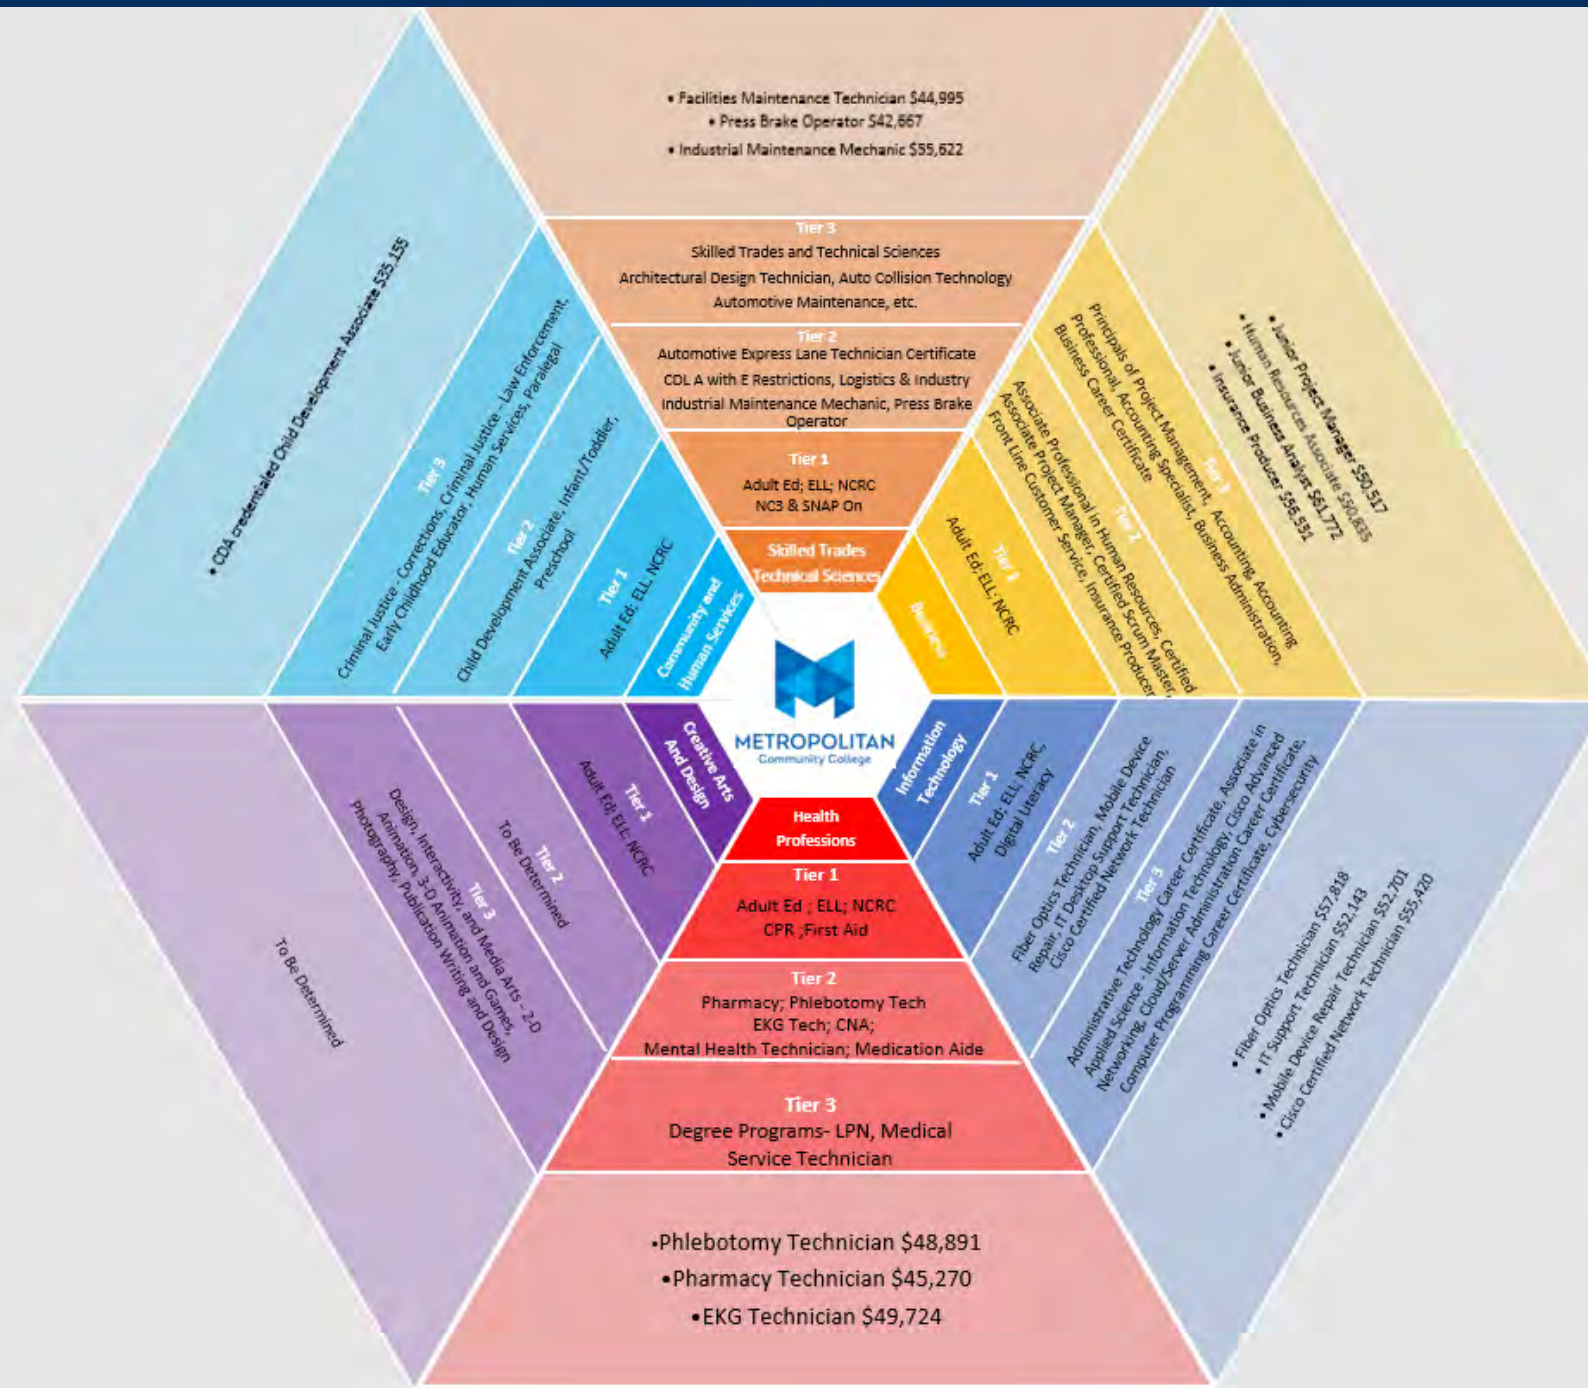 • Facilities Maintenance Technician $44,995
• Press Brake Operator $42,667
• Industrial Maintenance Mechanic $55,622
Tier 3
Skilled Trades and Technical Sciences
Architectural Design Technician, Auto Collision Technology
Automotive Maintenance, etc.
Tier 2
Automotive Express Lane Technician Certificate
CDL A with E Restrictions, Logistics & Industry
Industrial Maintenance Mechanic, Press Brake
Operator
Tier 1
Adult Ed; ELL; NCRC
NC3 & SNAP On
Skilled Trades
Technical Sciences
• Junior Project Manager $50,517
• Human Resources Associate $50,835
• Junior Business Analyst $61,772
• Insurance Producer $56,531
Tier 3
Principals of Project Management, Accounting, Accounting
Professional, Accounting Specialist, Business Administration,
Business Career Certificate
Tier 2
Associate Professional in Human Resources, Certified
Associate Project Manager, Certified Scrum Master,
Front Line Customer Service, Insurance Producer
Tier 1
Adult Ed; ELL; NCRC
Business
• Fiber Optics Technician $57,818
• IT Support Technician $52,143
• Mobile Device Repair Technician $52,701
• Cisco Certified Network Technician $55,420
Tier 3
Administrative Technology Career Certificate, Associate in
Applied Science - Information Technology, Cisco Advanced
Networking, Cloud/Server Administration Career Certificate,
Computer Programming Career Certificate, Cybersecurity
Tier 2
Fiber Optics Technician, Mobile Device
Repair, IT Desktop Support Technician,
Cisco Certified Network Technician
Tier 1
Adult Ed; ELL; NCRC,
Digital Literacy
Information
Technology
Health
Professions
Tier 1
Adult Ed ; ELL; NCRC
CPR ;First Aid
Tier 2
Pharmacy; Phlebotomy Tech
EKG Tech; CNA;
Mental Health Technician; Medication Aide
Tier 3
Degree Programs- LPN, Medical
Service Technician
•Phlebotomy Technician $48,891
•Pharmacy Technician $45,270
•EKG Technician $49,724
Creative Arts
And Design
Tier 1
Adult Ed; ELL; NCRC
Tier 2
To Be Determined
Tier 3
Design, Interactivity, and Media Arts - 2-D
Animation, 3-D Animation and Games,
Photography, Publication Writing and Design
To Be Determined
Community and
Human Services
Tier 1
Adult Ed; ELL; NCRC
Tier 2
Child Development Associate, Infant/Toddler,
Preschool
Tier 3
Criminal Justice - Corrections, Criminal Justice - Law Enforcement,
Early Childhood Educator, Human Services, Paralegal
• CDA credentialed Child Development Associate $35,155
METROPOLITAN
Community College